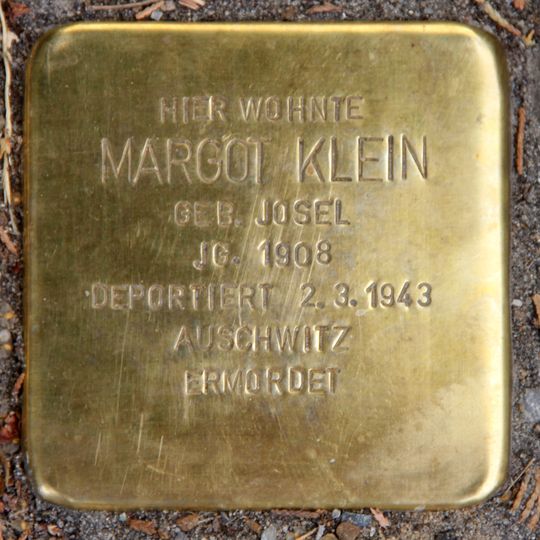 HIER WOHNTE
MARGOT KLEIN
GEB. JOSEL
JG. 1908
DEPORTIERT 2.3.1943
AUSCHWITZ
ERMORDET